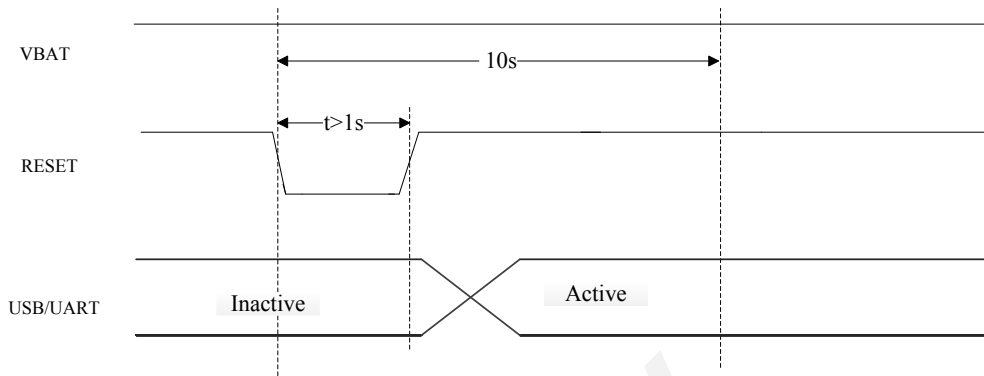 VBAT
10s
t>1s
RESET
Inactive
Active
USB/UART